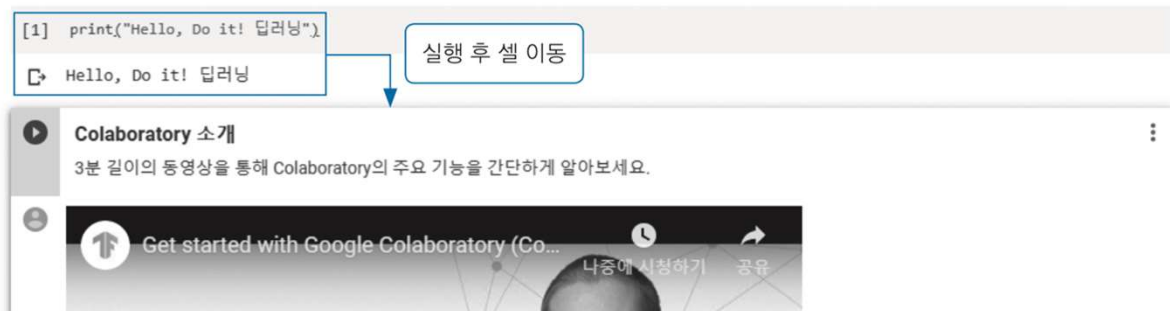 [1] print("Hello, Do it! 딥러닝")
Hello, Do it! 딥러닝
실행 후 셀 이동
Colaboratory 소개
3분 길이의 동영상을 통해 Colaboratory의 주요 기능을 간단하게 알아보세요.
Get started with Google Colaboratory (Co...
나중에 시청하기
공유